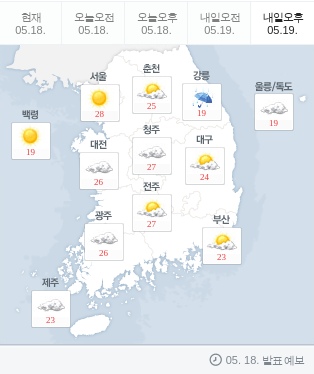 현재 오늘오전 오늘오후 내일오전 내일오후
05.18. 05.18. 05.18. 05.19. 05.19.
춘천
25
서울
28
강릉
19
울릉/독도
19
백령
19
청주
27
대전
26
대구
24
전주
27
광주
26
부산
23
제주
23
05. 18. 발표 예보